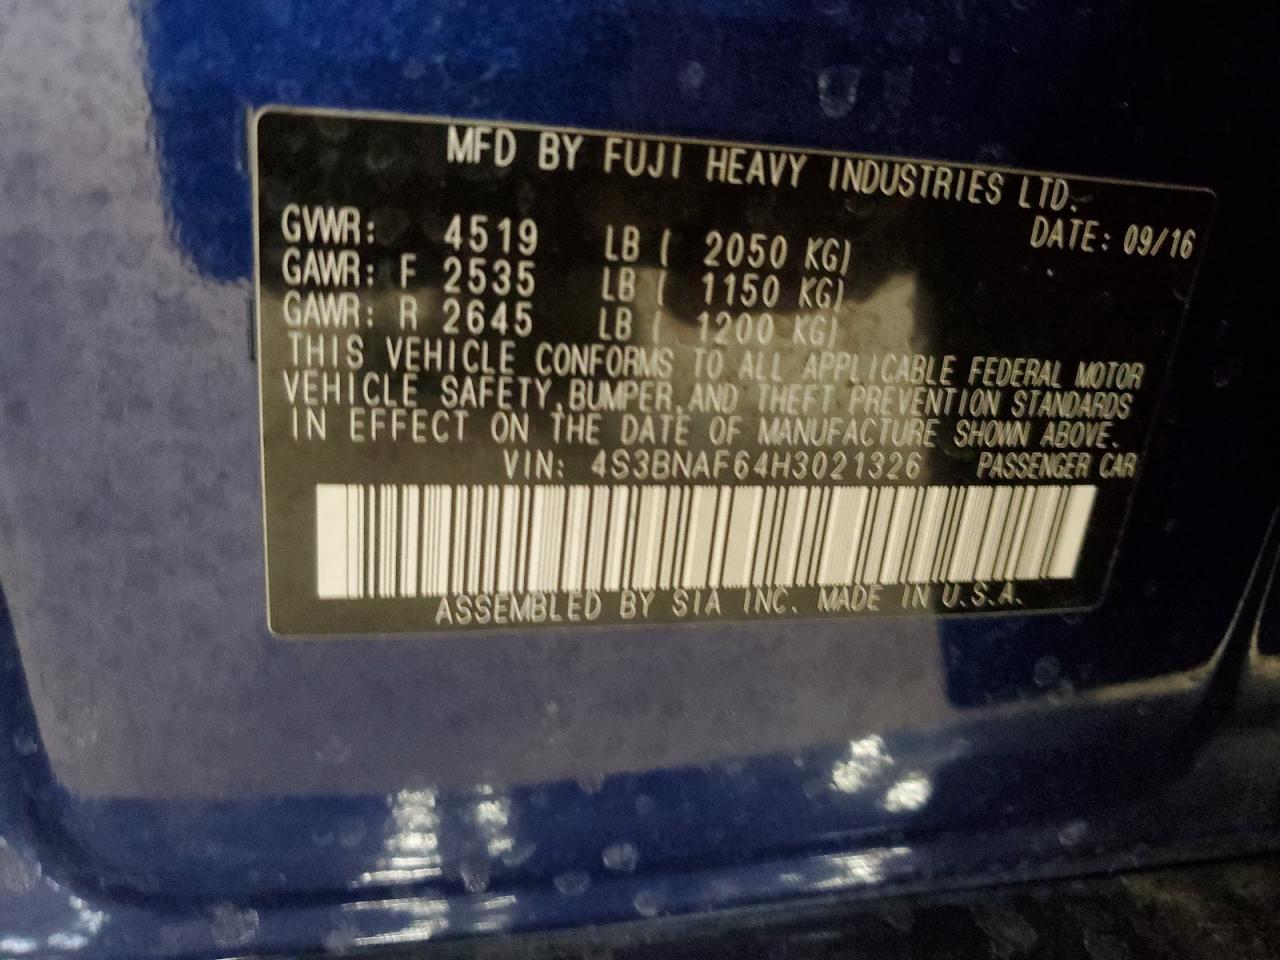 MFD BY FUJI HEAVY INDUSTRIES LTD.
DATE: 09/16
GVWR: 4519 LB ( 2050 KG)
GAWR: F 2535 LB ( 1150 KG)
GAWR: R 2645 LB ( 1200 KG)
THIS VEHICLE CONFORMS TO ALL APPLICABLE FEDERAL MOTOR
VEHICLE SAFETY,BUMPER,AND THEFT PREVENTION STANDARDS
IN EFFECT ON THE DATE OF MANUFACTURE SHOWN ABOVE.
VIN: 4S3BNAF64H3021326 PASSENGER CAR
ASSEMBLED BY SIA INC. MADE IN U.S.A.